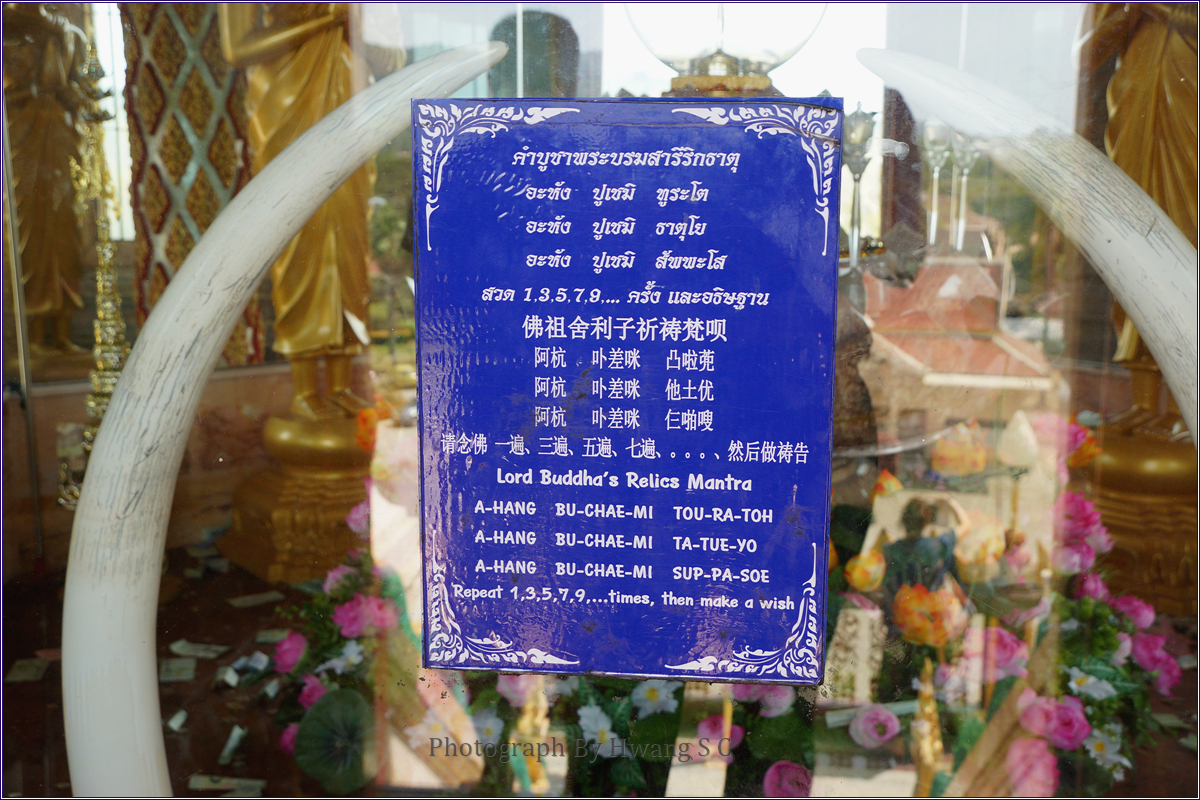 คำบูชาพระบรมสารีริกธาตุ
อะหัง ปูเชมิ ทูระโต
อะหัง ปูเชมิ ธาตุโย
อะหัง ปูเชมิ สัพพะโส
สวด 1,3,5,7,9,... ครั้ง และอธิษฐาน
佛祖舍利子祈祷梵呗
阿杭 卟差咪 凸啦菀
阿杭 卟差咪 他土优
阿杭 卟差咪 仨啪嗖
请念佛 一遍、三遍、五遍、七遍、。。。、然后做祷告
Lord Buddha's Relics Mantra
A-HANG BU-CHAE-MI TOU-RA-TOH
A-HANG BU-CHAE-MI TA-TUE-YO
A-HANG BU-CHAE-MI SUP-PA-SOE
Repeat 1,3,5,7,9,...times, then make a wish
Photograph By Hwang S C